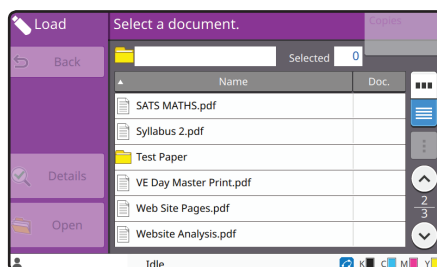 Load
Select a document.
Copies
Back
Selected 0
Name Doc.
SATS MATHS.pdf
Syllabus 2.pdf
Test Paper
VE Day Master Print.pdf
Web Site Pages.pdf
Website Analysis.pdf
Details
Open
2
3
Idle
K C M Y